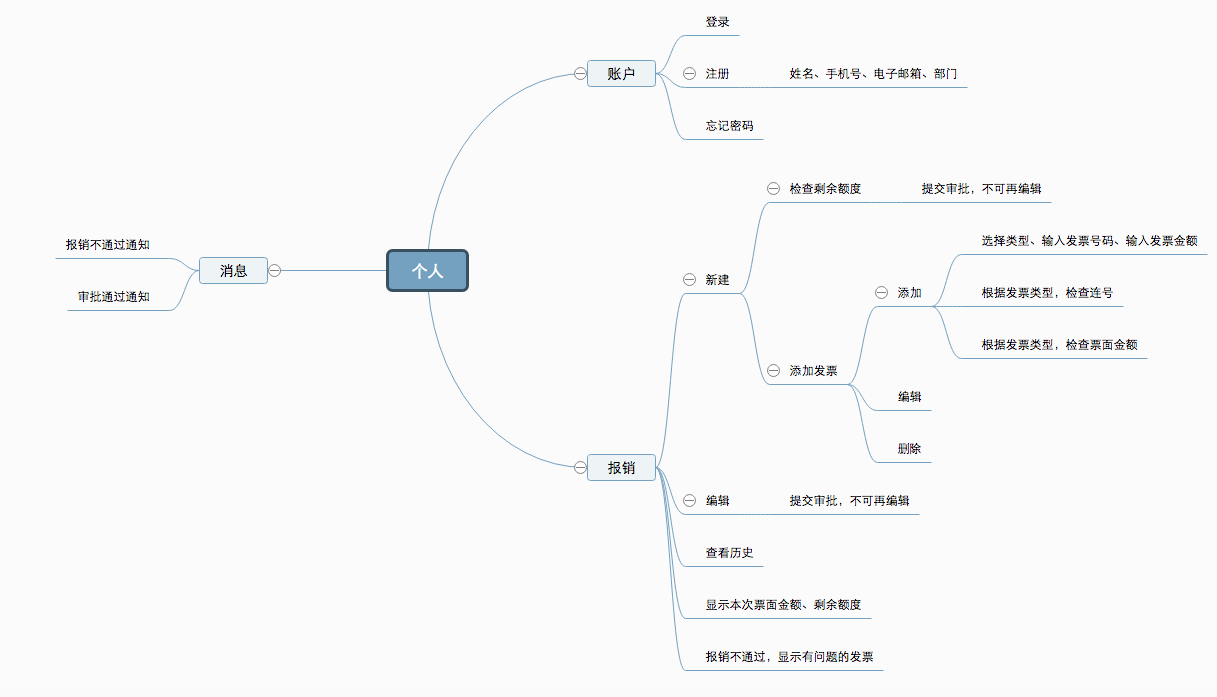 登录
账户
注册
姓名、手机号、电子邮箱、部门
忘记密码
检查剩余额度
提交审批，不可再编辑
报销不通过通知
选择类型、输入发票号码、输入发票金额
消息
个人
新建
添加
根据发票类型，检查连号
审批通过通知
根据发票类型，检查票面金额
添加发票
编辑
删除
报销
编辑
提交审批，不可再编辑
查看历史
显示本次票面金额、剩余额度
报销不通过，显示有问题的发票